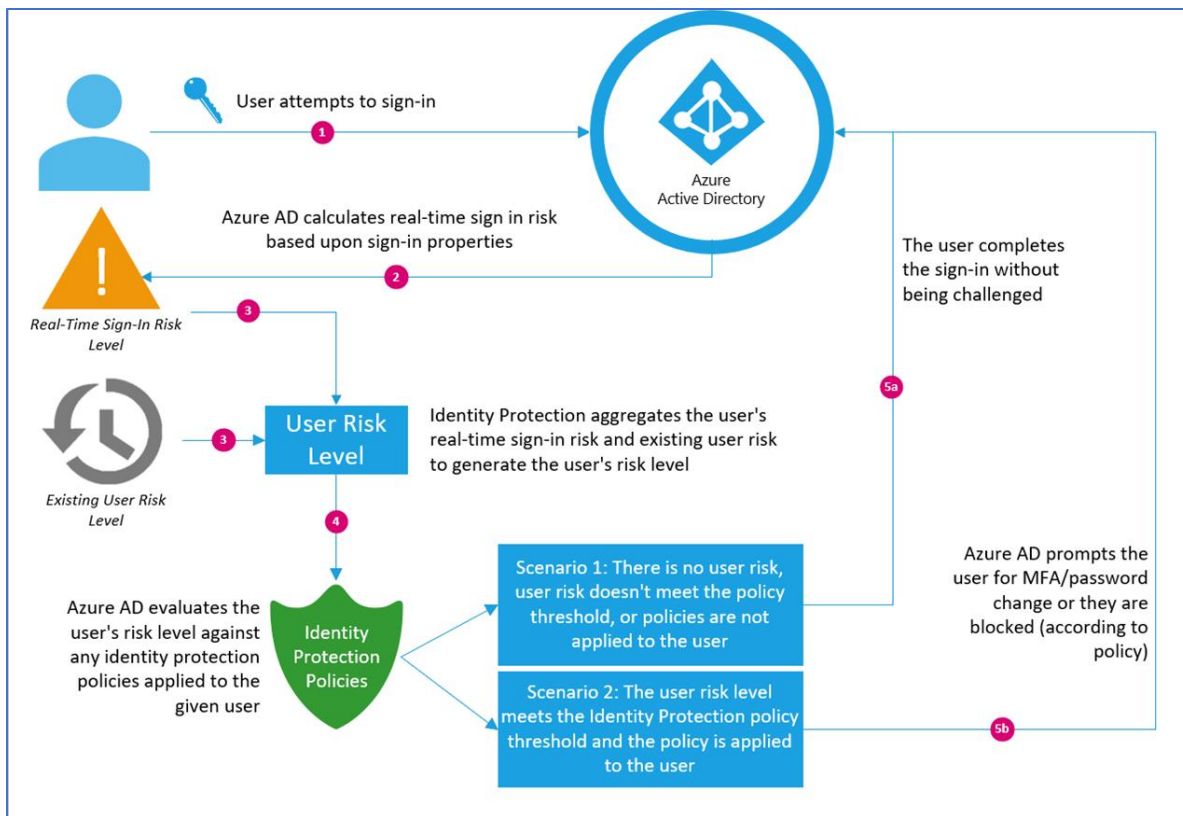 User attempts to sign-in
1
Azure
Active Directory
Azure AD calculates real-time sign in risk
based upon sign-in properties
2
The user completes
the sign-in without
being challenged
Real-Time Sign-In Risk
Level
3
5a
User Risk
Level
Identity Protection aggregates the user's
real-time sign-in risk and existing user risk
to generate the user's risk level
3
Existing User Risk
Level
4
Azure AD evaluates the
user's risk level against
any identity protection
policies applied to the
given user
Identity
Protection
Policies
Scenario 1: There is no user risk,
user risk doesn't meet the policy
threshold, or policies are not
applied to the user
Azure AD prompts the
user for MFA/password
change or they are
blocked (according to
policy)
Scenario 2: The user risk level
meets the Identity Protection policy
threshold and the policy is applied
to the user
5b